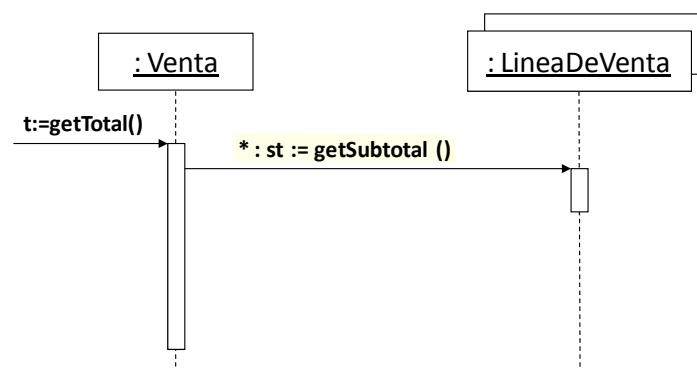 : Venta
: LineaDeVenta
t:=getTotal()
* : st := getSubtotal ()